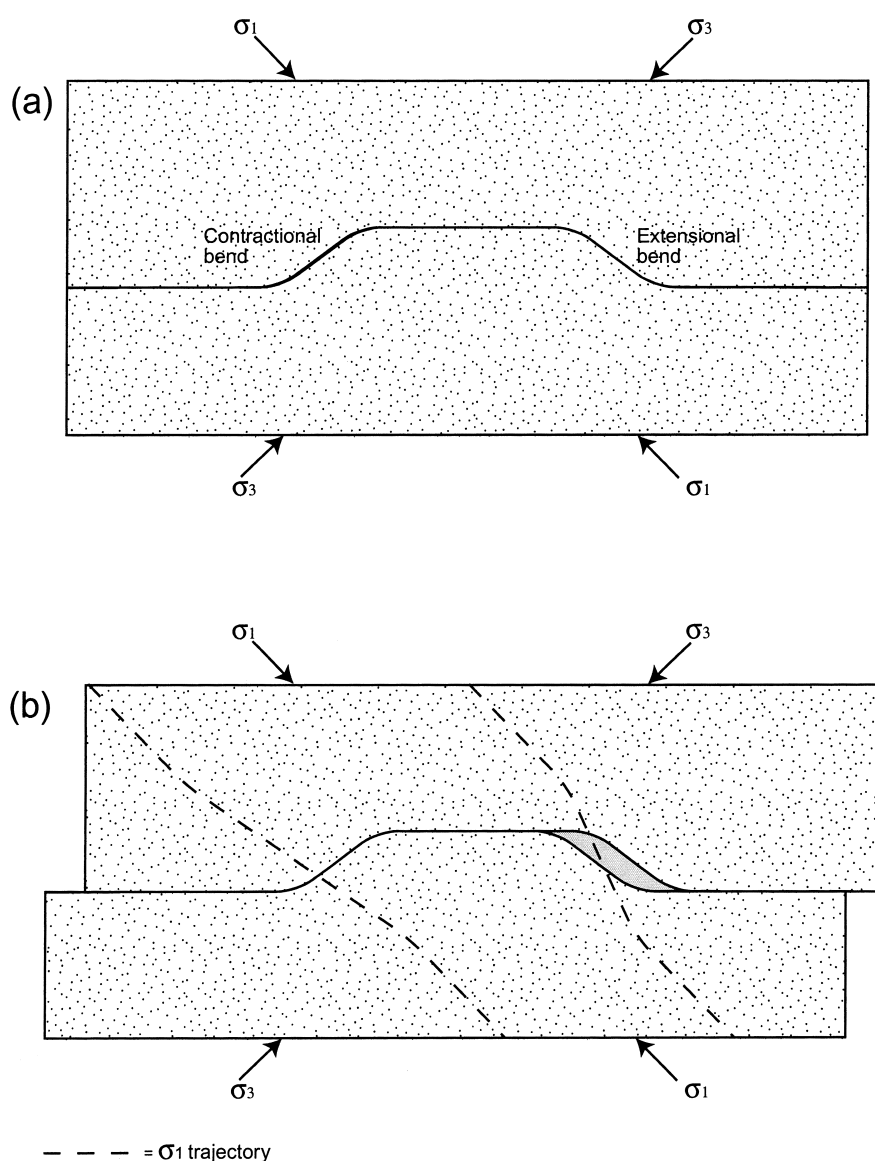 σ1 σ3
(a)
Contractional Extensional
bend bend
σ3 σ1
σ1 σ3
(b)
σ3 σ1
= σ1 trajectory